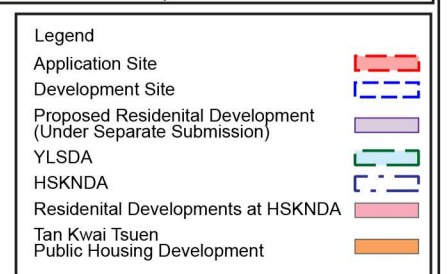 Legend
Application Site
Development Site
Proposed Residenital Development
(Under Separate Submission)
YLSDA
HSKNDA
Residenital Developments at HSKNDA
Tan Kwai Tsuen
Public Housing Development